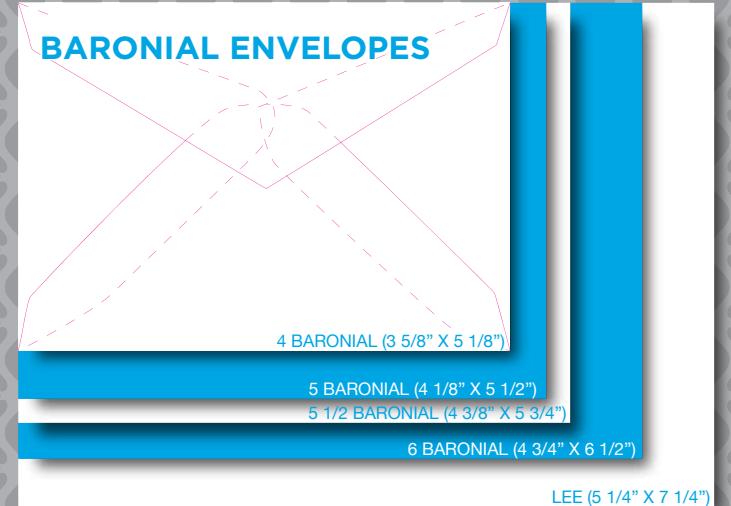 BARONIAL ENVELOPES
4 BARONIAL (3 5/8” X 5 1/8”)
5 BARONIAL (4 1/8” X 5 1/2”)
5 1/2 BARONIAL (4 3/8” X 5 3/4”)
6 BARONIAL (4 3/4” X 6 1/2”)
LEE (5 1/4” X 7 1/4”)